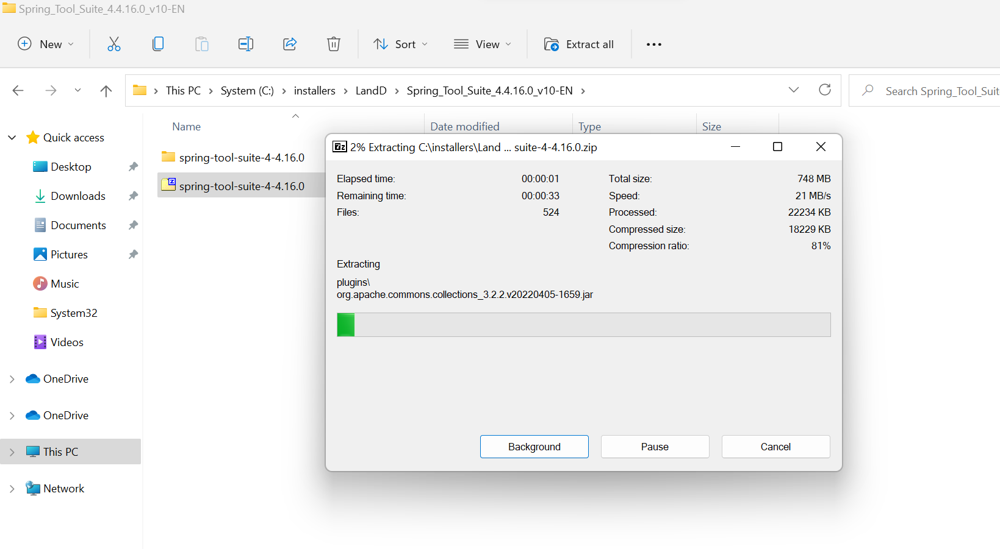 Spring_Tool_Suite_4.4.16.0_v10-EN
New
Sort
View
Extract all
This PC > System (C:) > installers > LandD > Spring_Tool_Suite_4.4.16.0_v10-EN >
Search Spring_Tool_Suit
Name
Date modified
Type
Size
Quick access
Desktop
Downloads
Documents
Pictures
Music
System32
Videos
OneDrive
OneDrive
This PC
Network
spring-tool-suite-4-4.16.0
spring-tool-suite-4-4.16.0
2% Extracting C:\installers\Land ... suite-4-4.16.0.zip
Elapsed time: 00:00:01
Remaining time: 00:00:33
Files: 524
Total size: 748 MB
Speed: 21 MB/s
Processed: 22234 KB
Compressed size: 18229 KB
Compression ratio: 81%
Extracting
plugins\
org.apache.commons.collections_3.2.2.v20220405-1659.jar
Background
Pause
Cancel